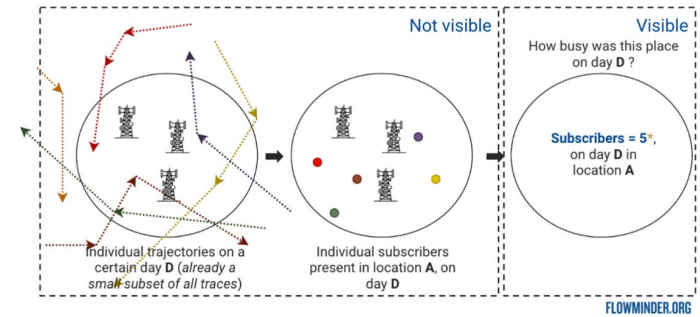 Not visible
Visible
How busy was this place
on day D ?
Subscribers = 5*,
on day D in
location A
Individual trajectories on a
certain day D (already a
small subset of all traces)
Individual subscribers
present in location A, on
day D
FLOWMINDER.ORG